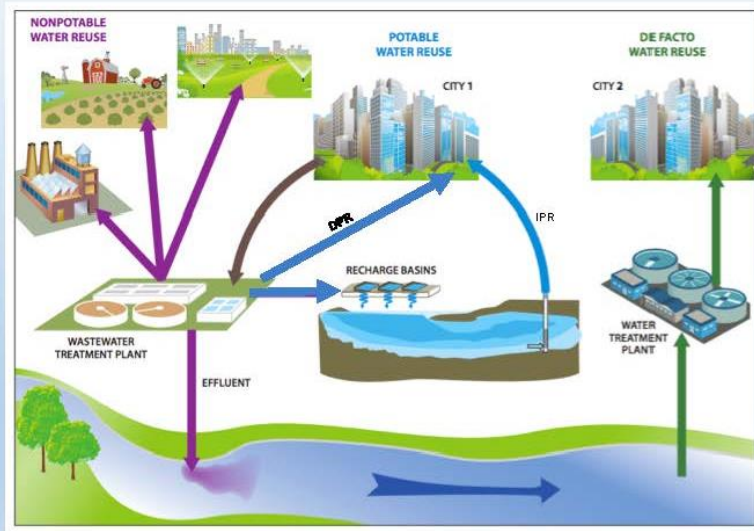 NONPOTABLE
WATER REUSE
POTABLE
WATER REUSE
DE FACTO
WATER REUSE
CITY 1
CITY 2
DPR
IPR
RECHARGE BASINS
WASTEWATER
TREATMENT PLANT
WATER
TREATMENT
PLANT
EFFLUENT